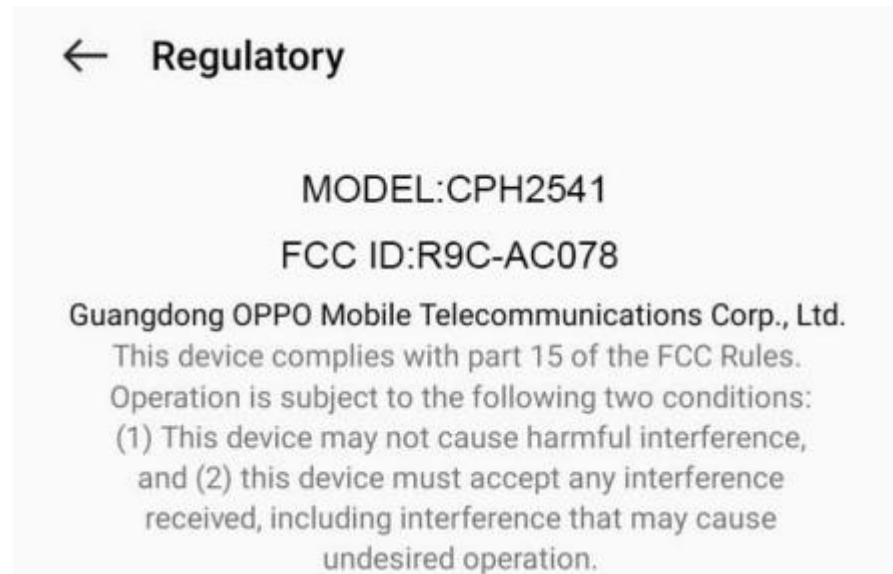 Regulatory
MODEL:CPH2541
FCC ID:R9C-AC078
Guangdong OPPO Mobile Telecommunications Corp., Ltd.
This device complies with part 15 of the FCC Rules.
Operation is subject to the following two conditions:
(1) This device may not cause harmful interference,
and (2) this device must accept any interference
received, including interference that may cause
undesired operation.